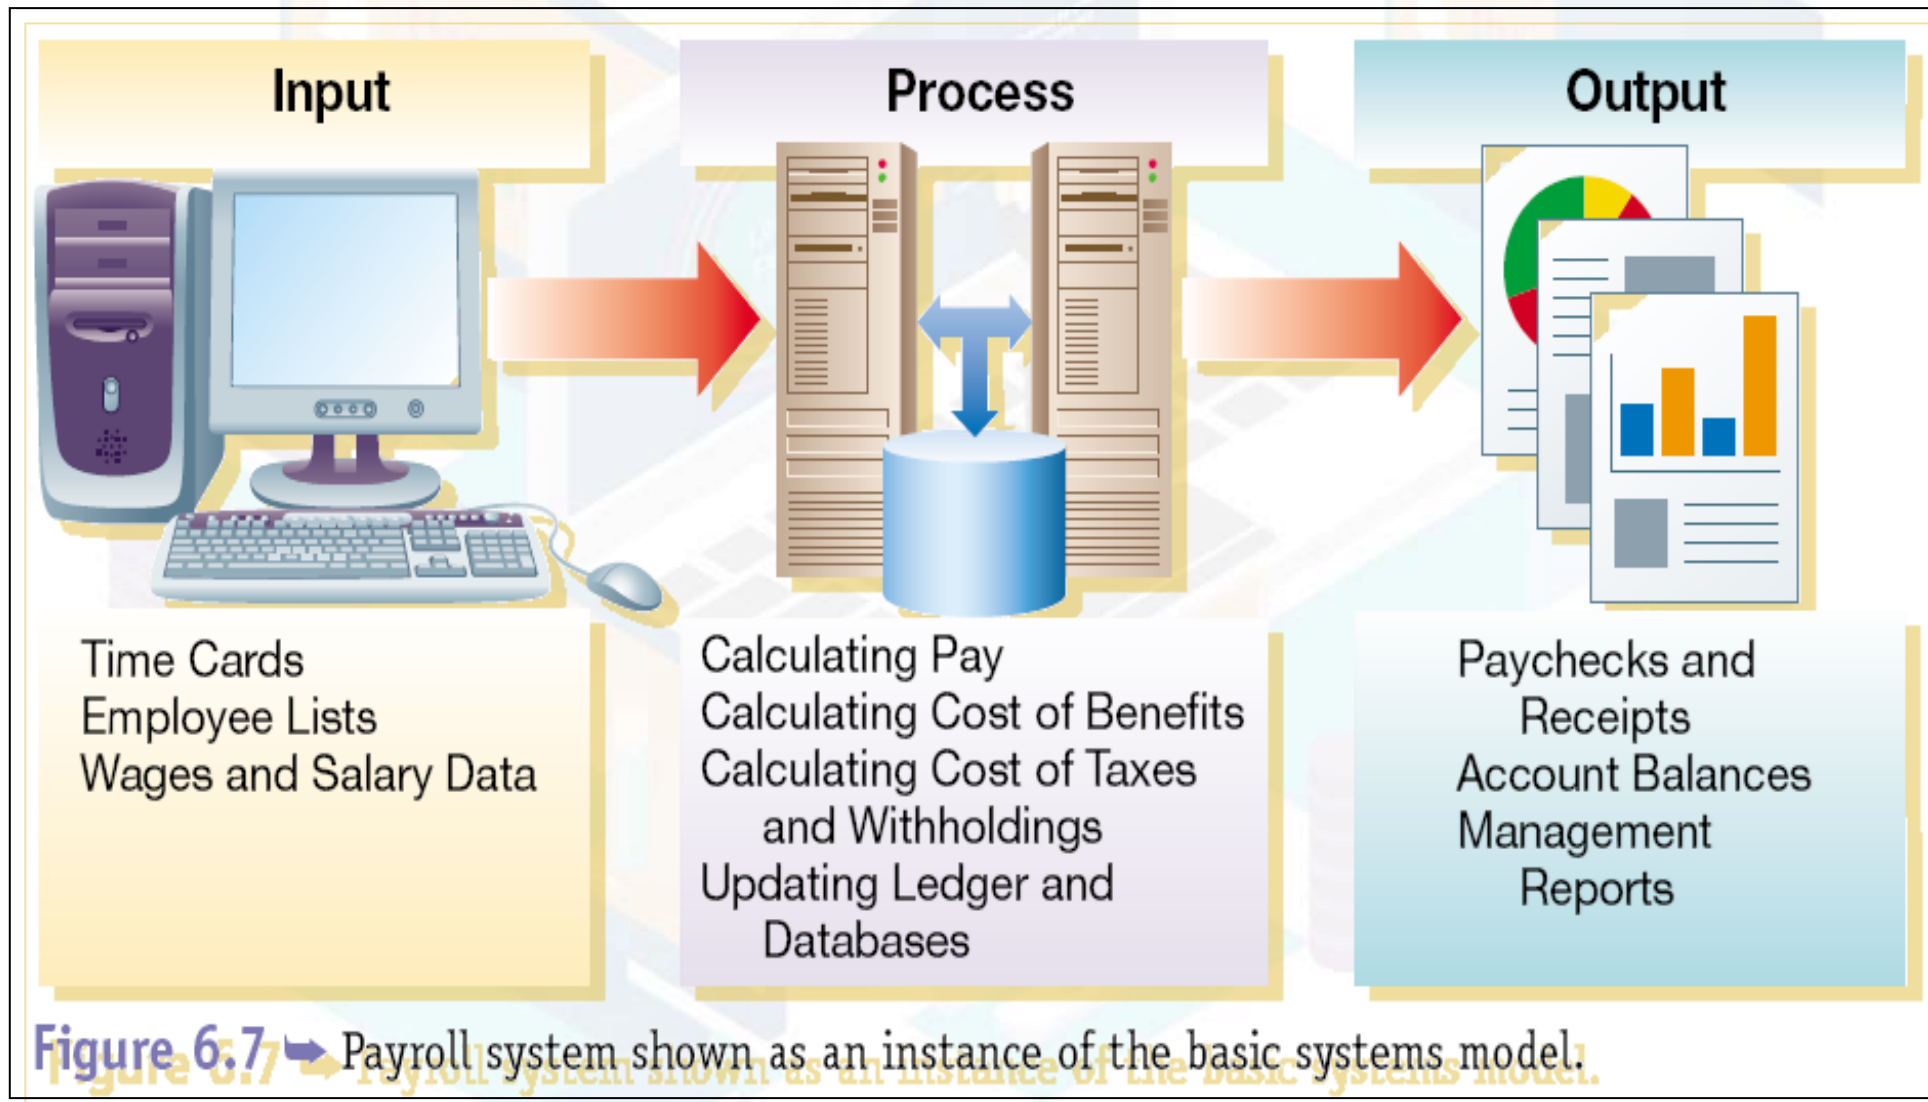 Input
Time Cards
Employee Lists
Wages and Salary Data
Process
Calculating Pay
Calculating Cost of Benefits
Calculating Cost of Taxes
and Withholdings
Updating Ledger and
Databases
Output
Paychecks and
Receipts
Account Balances
Management
Reports
Figure 6.7 ➥ Payroll system shown as an instance of the basic systems model.